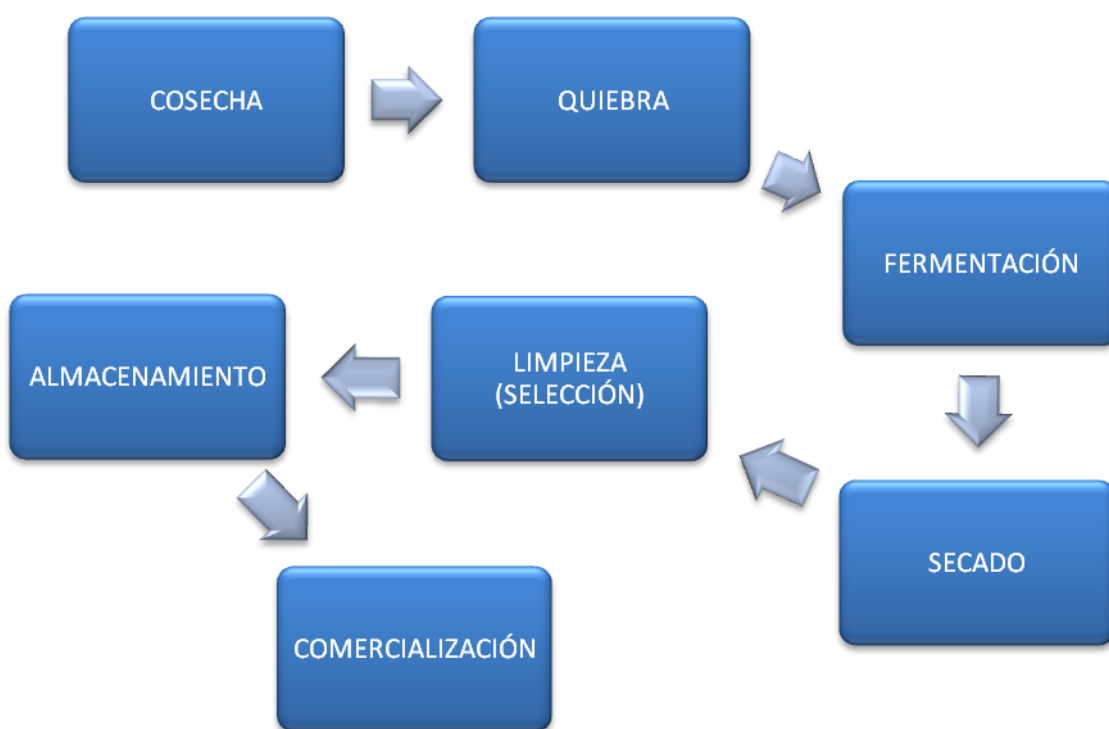 COSECHA
QUIEBRA
FERMENTACIÓN
SECADO
LIMPIEZA
(SELECCIÓN)
ALMACENAMIENTO
COMERCIALIZACIÓN